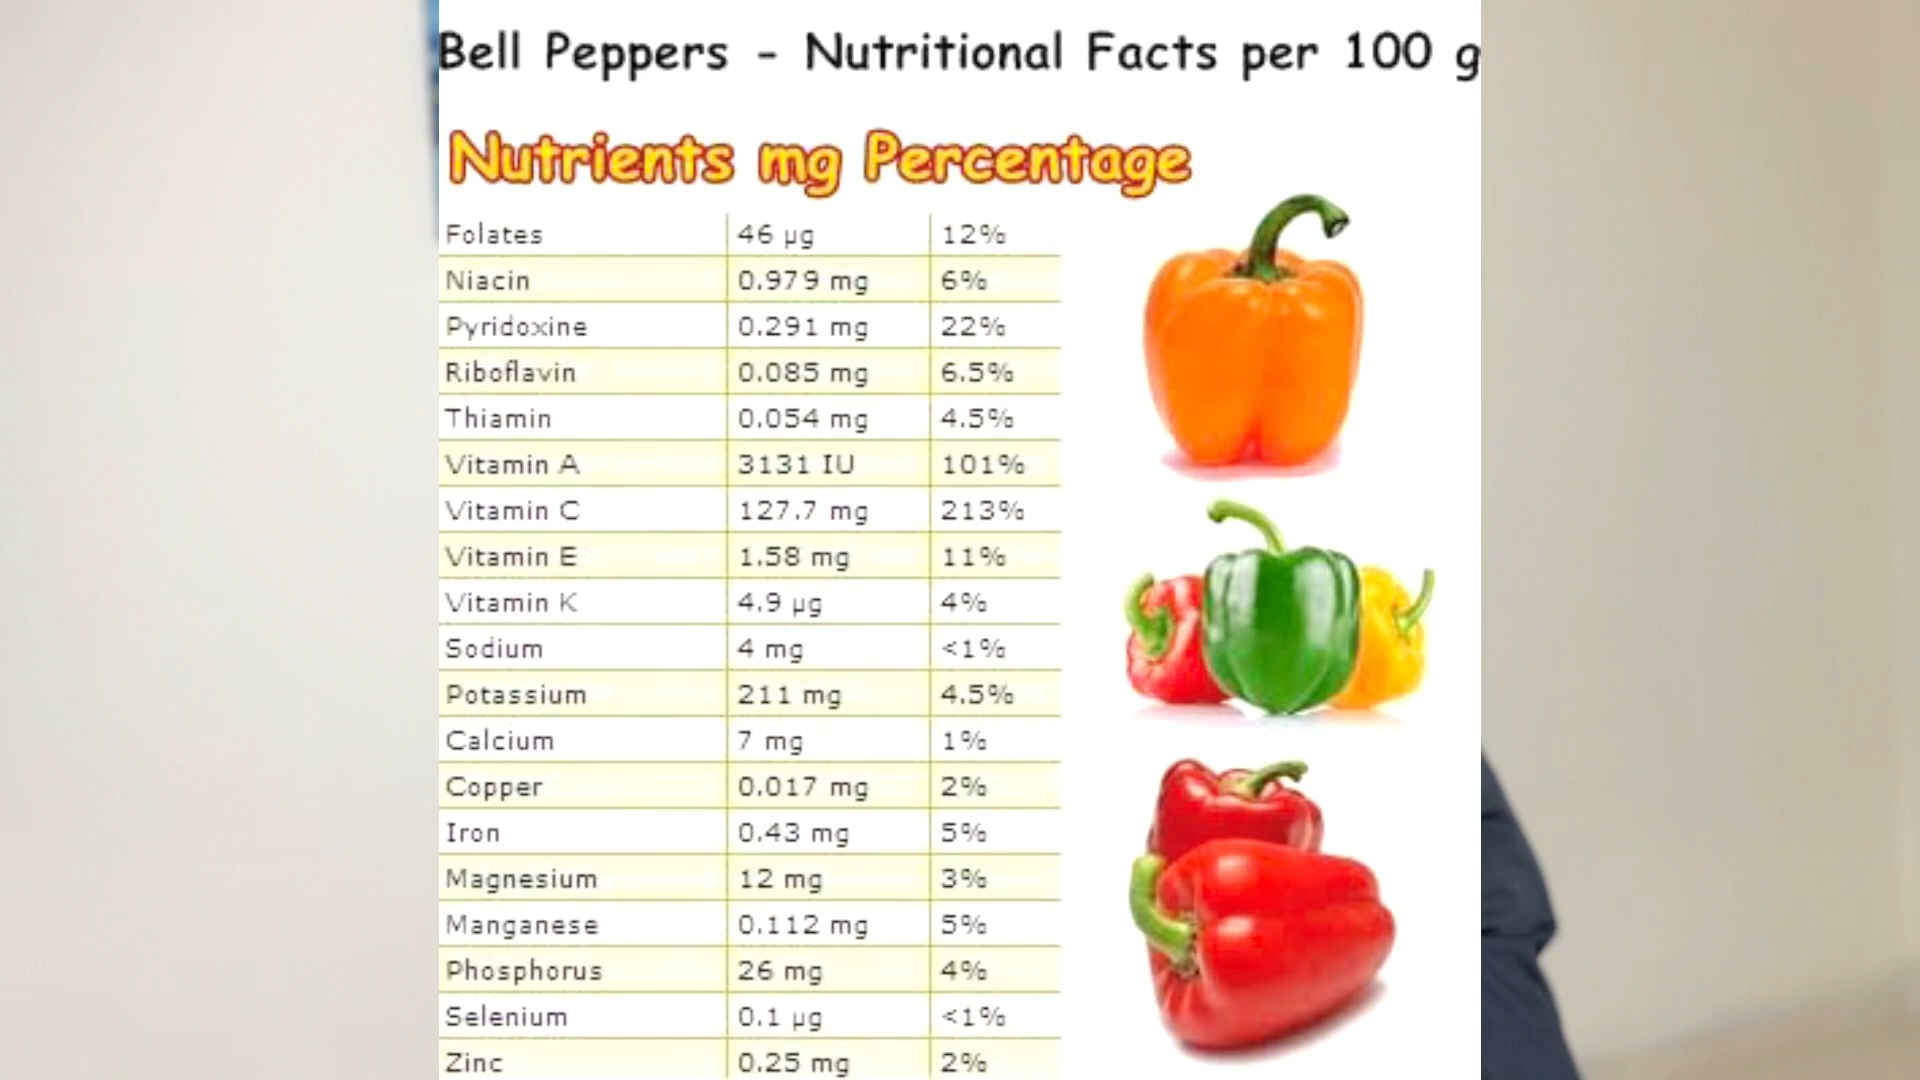 Bell Peppers - Nutritional Facts per 100 g
Nutrients mg Percentage
Folates 46 µg 12%
Niacin 0.979 mg 6%
Pyridoxine 0.291 mg 22%
Riboflavin 0.085 mg 6.5%
Thiamin 0.054 mg 4.5%
Vitamin A 3131 IU 101%
Vitamin C 127.7 mg 213%
Vitamin E 1.58 mg 11%
Vitamin K 4.9 µg 4%
Sodium 4 mg <1%
Potassium 211 mg 4.5%
Calcium 7 mg 1%
Copper 0.017 mg 2%
Iron 0.43 mg 5%
Magnesium 12 mg 3%
Manganese 0.112 mg 5%
Phosphorus 26 mg 4%
Selenium 0.1 µg <1%
Zinc 0.25 mg 2%